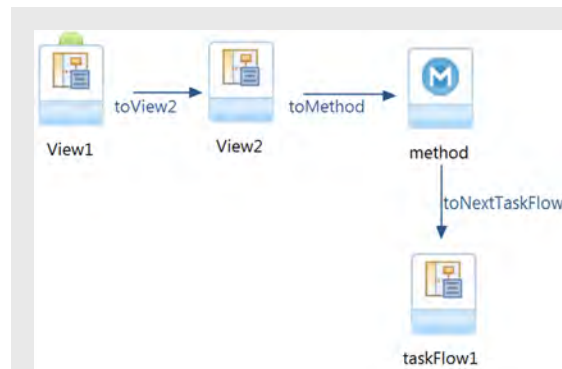 toView2
toMethod
View1
View2
M
method
toNextTaskFlow
taskFlow1